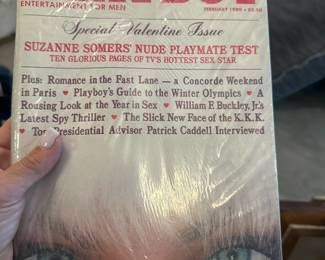 ENTERTAINMENT FOR MEN
FEBRUARY 1980 • $2.50
Special Valentine Issue
SUZANNE SOMERS' NUDE PLAYMATE TEST
TEN GLORIOUS PAGES OF TV'S HOTTEST SEX STAR
Plus: Romance in the Fast Lane — a Concorde Weekend
in Paris ♥ Playboy's Guide to the Winter Olympics ♥ A
Rousing Look at the Year in Sex ♥ William F. Buckley, Jr.'s
Latest Spy Thriller ♥ The Slick New Face of the K.K.K.
♥ Top Presidential Advisor Patrick Caddell Interviewed